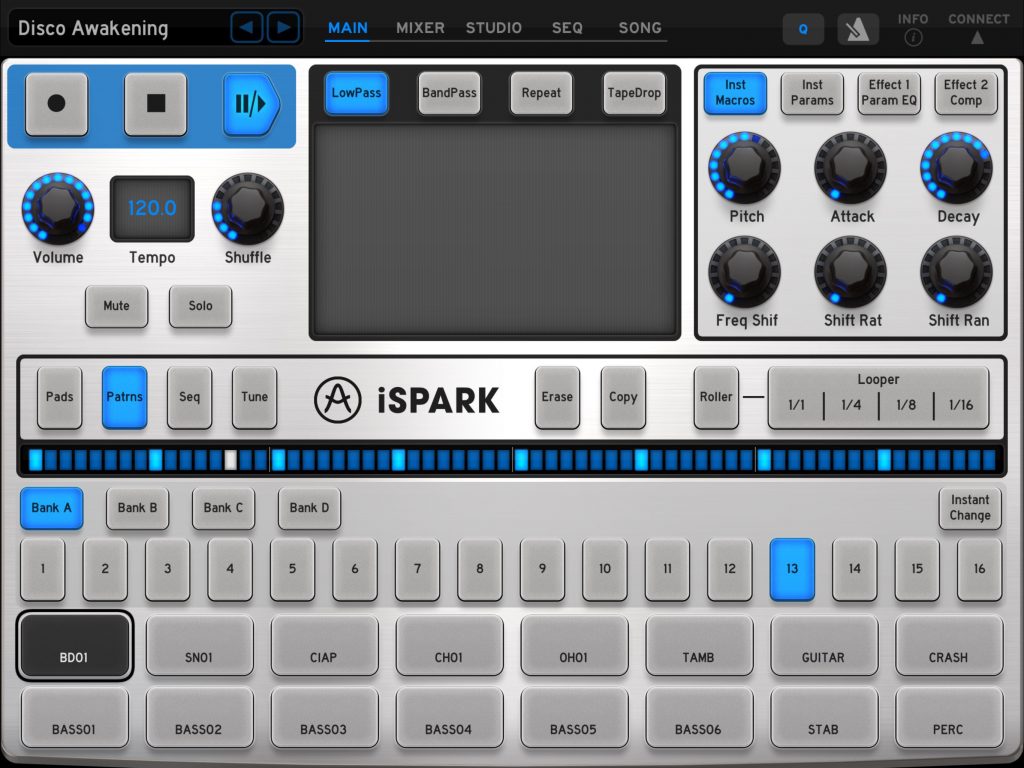 Disco Awakening
MAIN MIXER STUDIO SEQ SONG
Q
INFO
i
CONNECT
LowPass BandPass Repeat TapeDrop
Inst
Macros
Inst
Params
Effect 1
Param EQ
Effect 2
Comp
120.0
Volume Tempo Shuffle
Mute Solo
Pitch Attack Decay
Freq Shif Shift Rat Shift Ran
Pads Patrns Seq Tune
iSPARK
Erase Copy Roller
Looper
1/1 1/4 1/8 1/16
Bank A Bank B Bank C Bank D
Instant
Change
1 2 3 4 5 6 7 8 9 10 11 12 13 14 15 16
BD01 SN01 ClAP CH01 OH01 TAMB GUITAR CRASH
BASS01 BASS02 BASS03 BASS04 BASS05 BASS06 STAB PERC